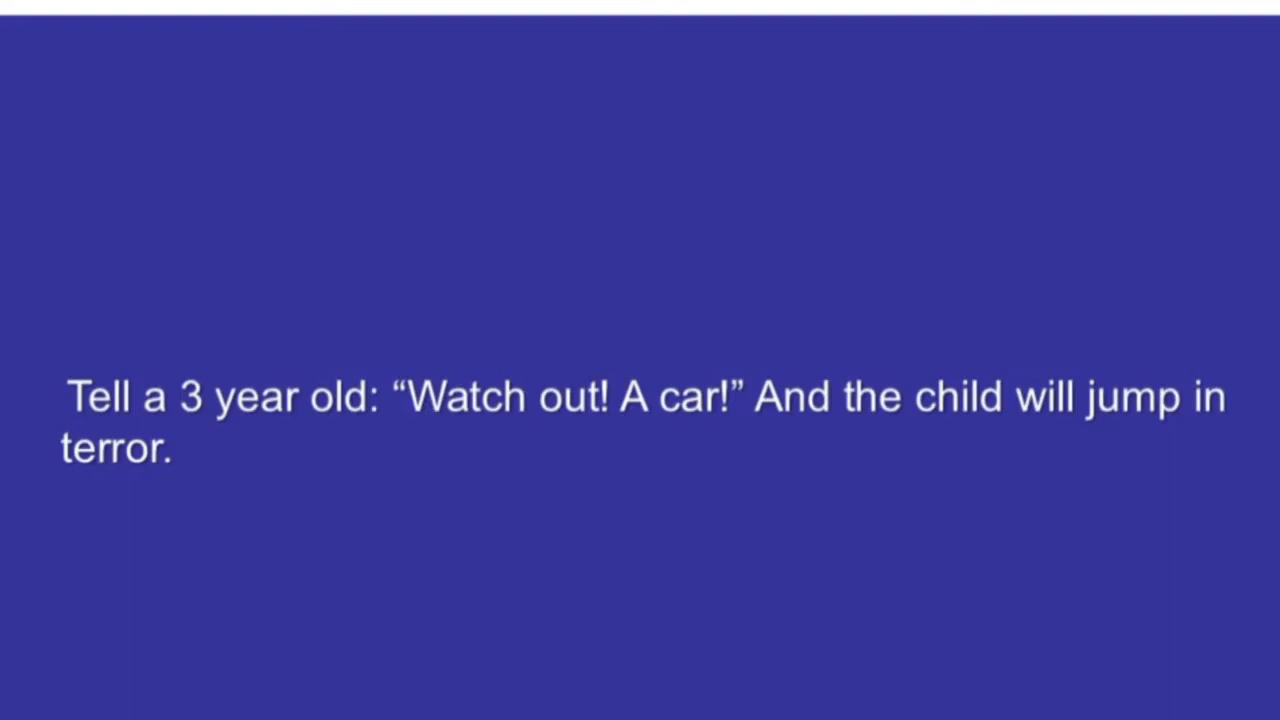 Tell a 3 year old: “Watch out! A car!” And the child will jump in
terror.